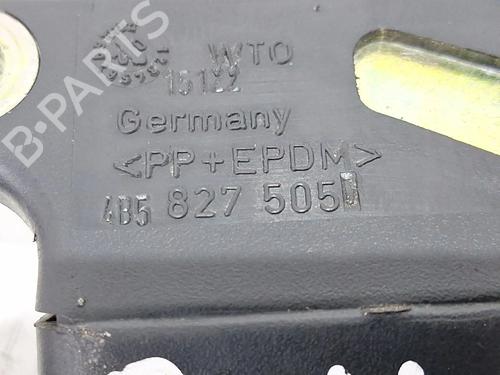 B-PARTS
WTO
15122
Germany
<PP+EPDM>
4B5 827 505